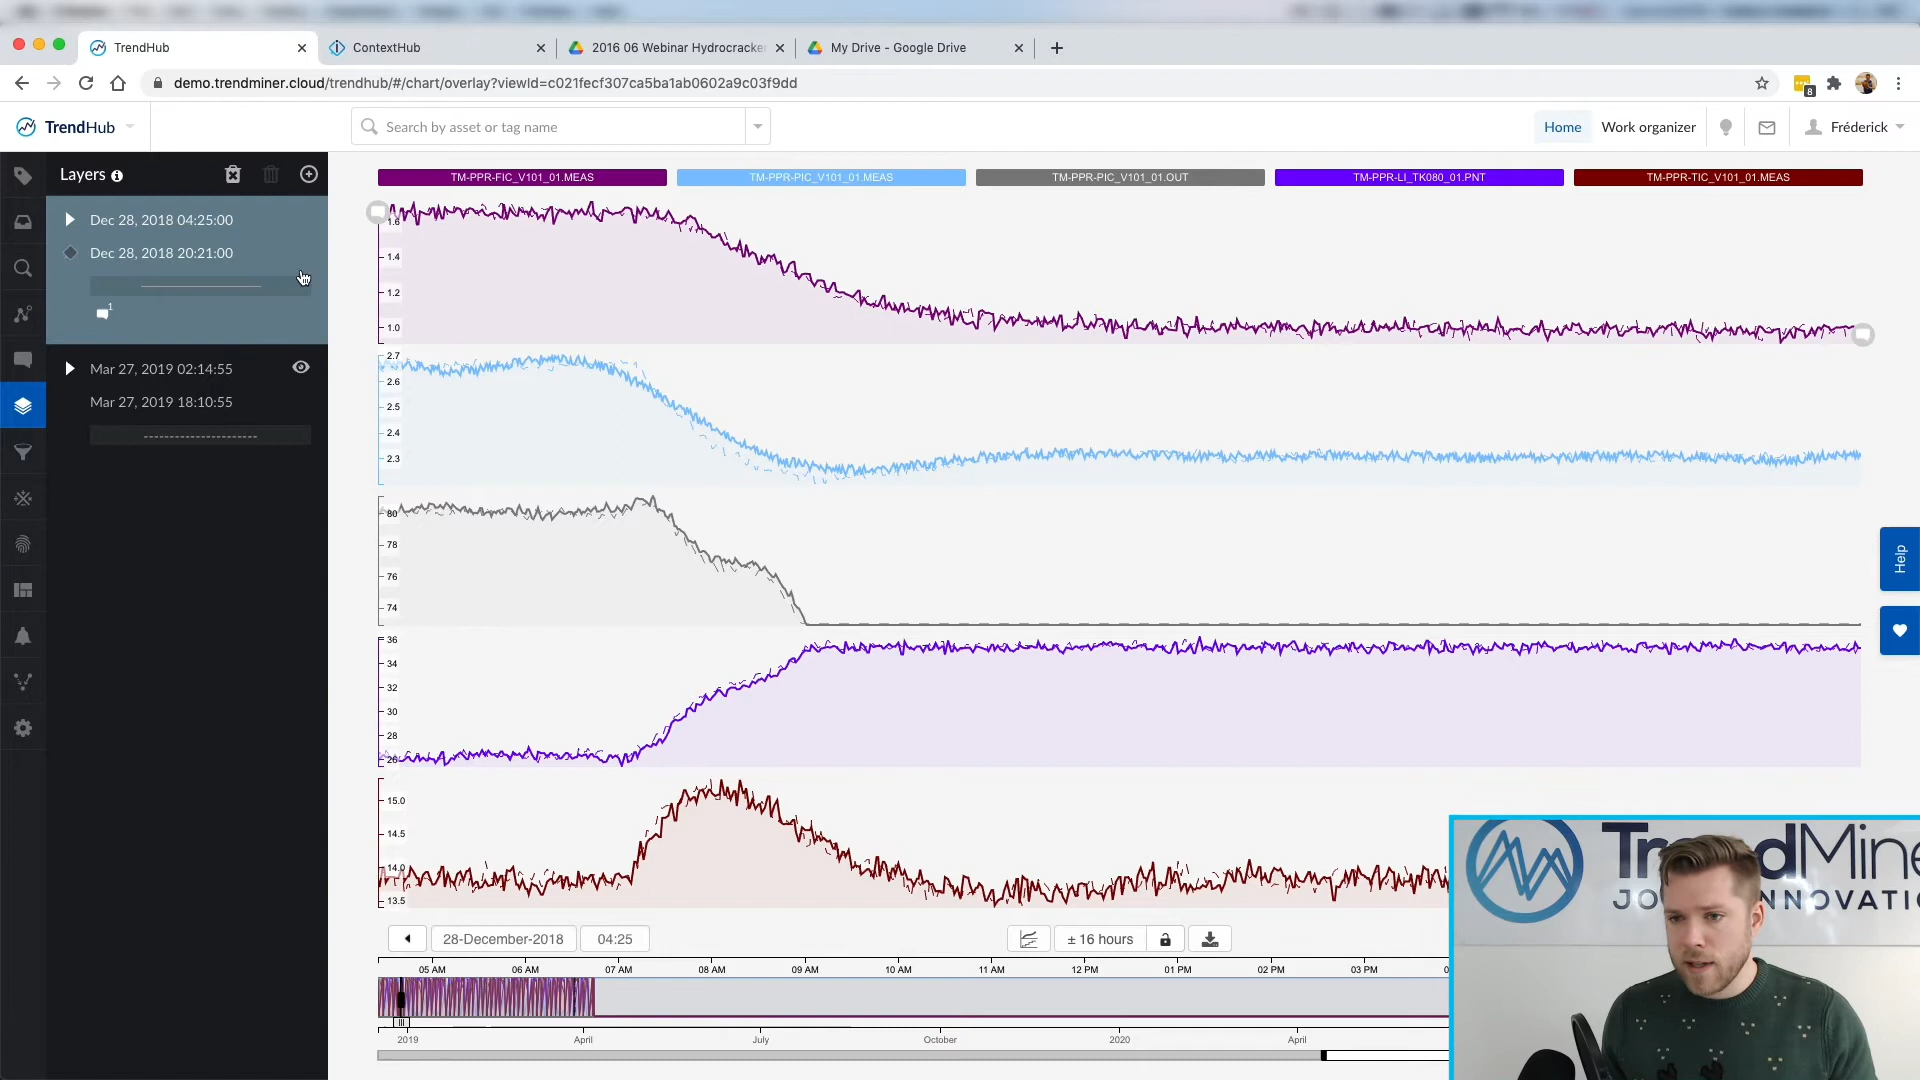 TrendHub
ContextHub
2016 06 Webinar Hydrocracker
My Drive - Google Drive
demo.trendminer.cloud/trendhub/#/chart/overlay?viewId=c021fecf307ca5ba1ab0602a9c03f9dd
8
TrendHub
Search by asset or tag name
Home
Work organizer
Fréderick
Layers
TM-PPR-FIC_V101_01.MEAS
TM-PPR-PIC_V101_01.MEAS
TM-PPR-PIC_V101_01.OUT
TM-PPR-LI_TK080_01.PNT
TM-PPR-TIC_V101_01.MEAS
Dec 28, 2018 04:25:00
Dec 28, 2018 20:21:00
1
Mar 27, 2019 02:14:55
Mar 27, 2019 18:10:55
1.6
1.4
1.2
1.0
2.7
2.6
2.5
2.4
2.3
80
78
76
74
36
34
32
30
28
26
15.0
14.5
14.0
13.5
Help
28-December-2018
04:25
± 16 hours
05 AM
06 AM
07 AM
08 AM
09 AM
10 AM
11 AM
12 PM
01 PM
02 PM
03 PM
2019
April
July
October
2020
April